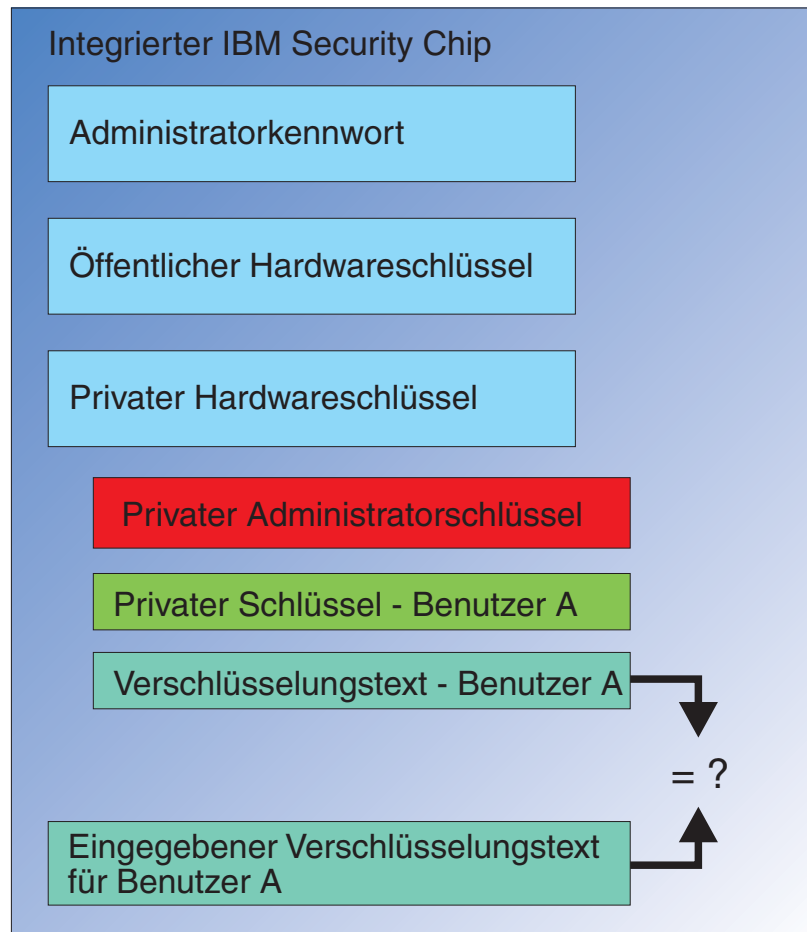 Integrierter IBM Security Chip
Administratorkennwort
Öffentlicher Hardwareschlüssel
Privater Hardwareschlüssel
Privater Administratorschlüssel
Privater Schlüssel - Benutzer A
Verschlüsselungstext - Benutzer A
= ?
Eingegebener Verschlüsselungstext
für Benutzer A